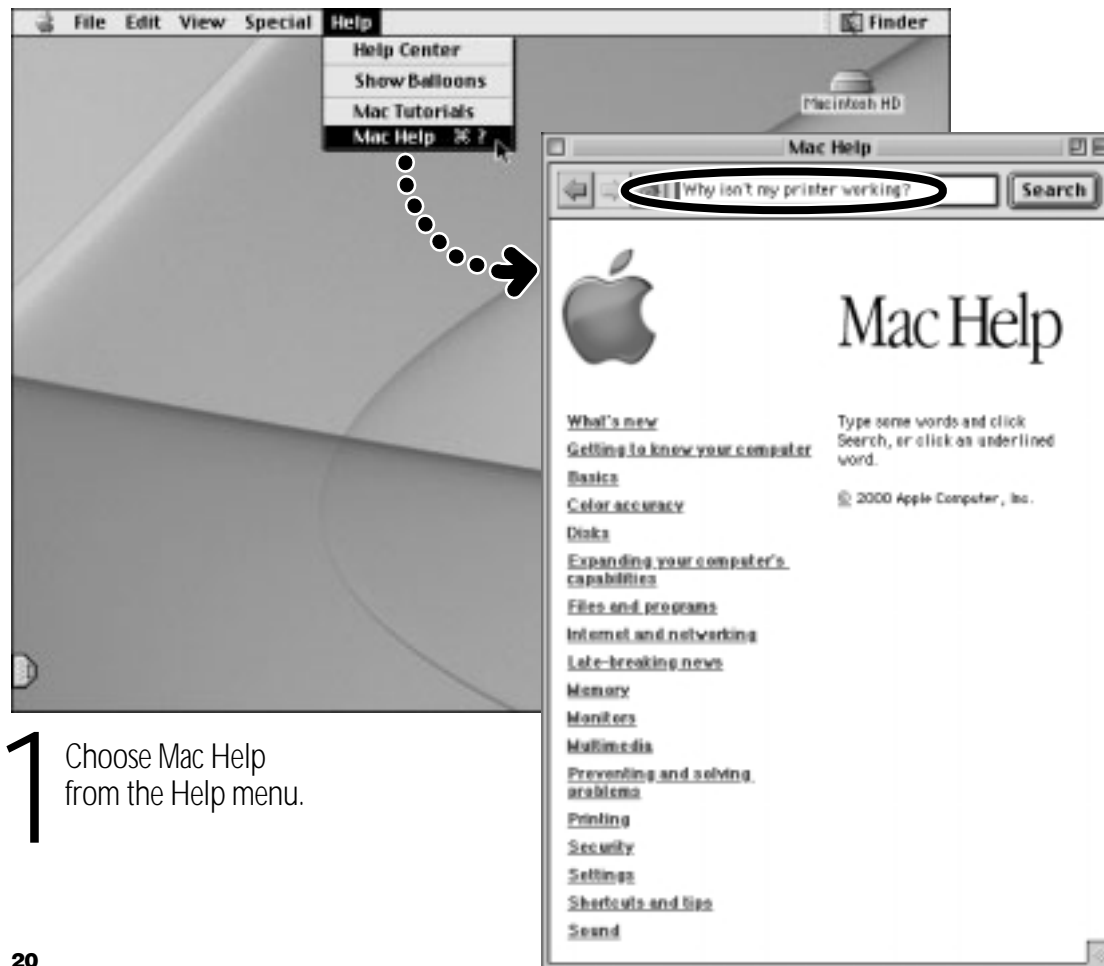 File Edit View Special Help Finder
Help Center
Show Balloons
Mac Tutorials
Mac Help ⌘ ?
Macintosh HD
Mac Help
Why isn't my printer working?
Search
Mac Help
What's new
Getting to know your computer
Basics
Color accuracy
Disks
Expanding your computer's
capabilities
Files and programs
Internet and networking
Late-breaking news
Memory
Monitors
Multimedia
Preventing and solving
problems
Printing
Security
Settings
Shortcuts and tips
Sound
Type some words and click
Search, or click an underlined
word.
© 2000 Apple Computer, Inc.
1 Choose Mac Help
from the Help menu.
20